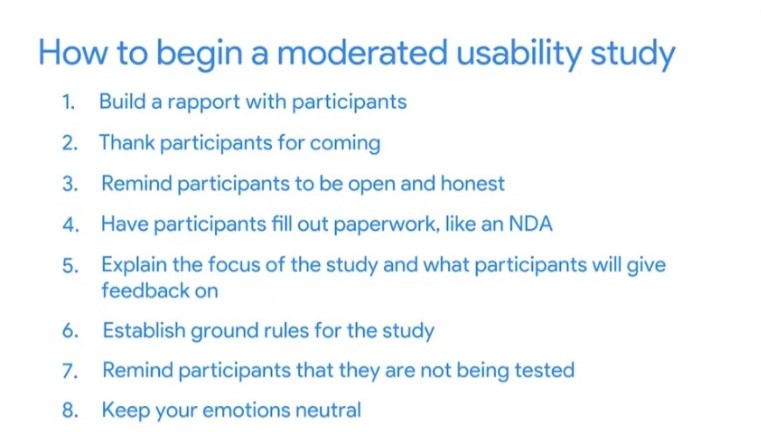 How to begin a moderated usability study
1. Build a rapport with participants
2. Thank participants for coming
3. Remind participants to be open and honest
4. Have participants fill out paperwork, like an NDA
5. Explain the focus of the study and what participants will give
feedback on
6. Establish ground rules for the study
7. Remind participants that they are not being tested
8. Keep your emotions neutral